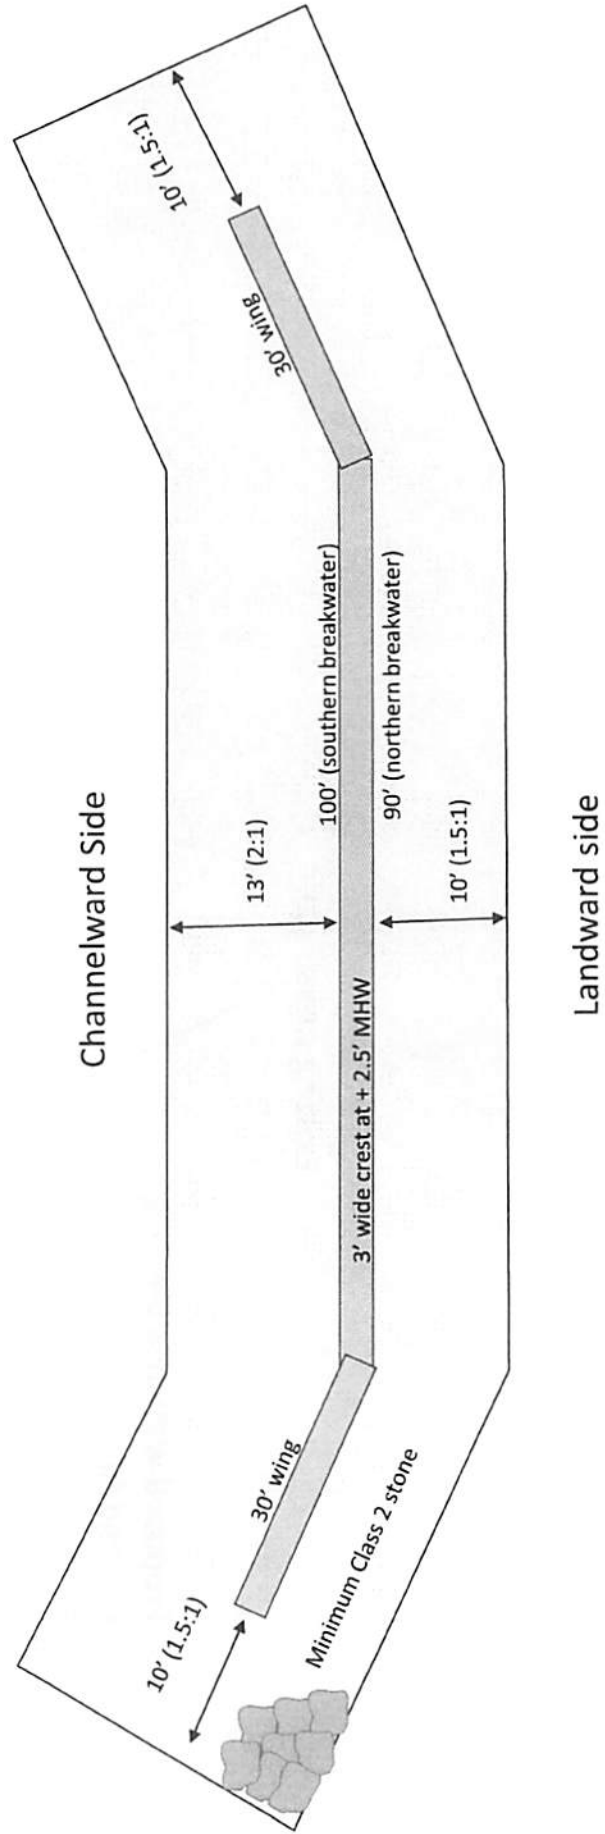 Channelward Side
10' (1.5:1)
30' wing
13' (2:1)
30' wing
10' (1.5:1)
100' (southern breakwater)
3' wide crest at + 2.5' MHW
90' (northern breakwater)
10' (1.5:1)
Minimum Class 2 stone
Landward side